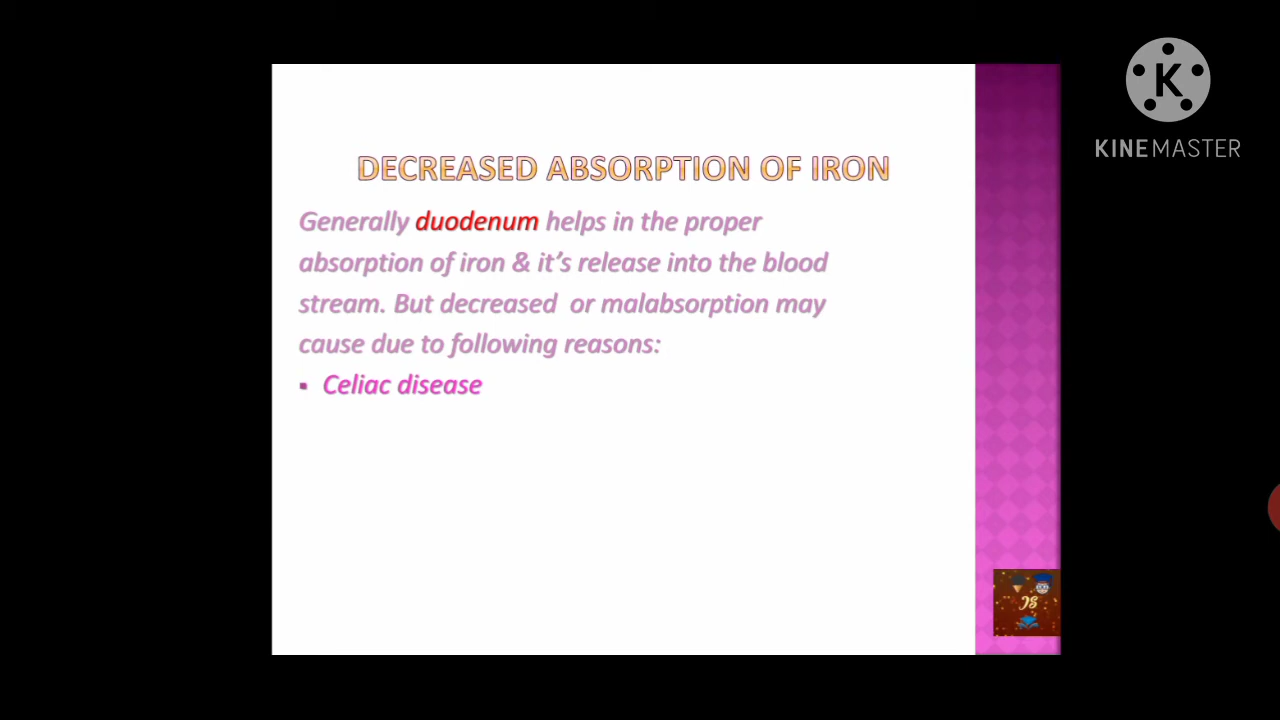 K
KINEMASTER
DECREASED ABSORPTION OF IRON
Generally duodenum helps in the proper
absorption of iron & it's release into the blood
stream. But decreased or malabsorption may
cause due to following reasons:
▪ Celiac disease
JS